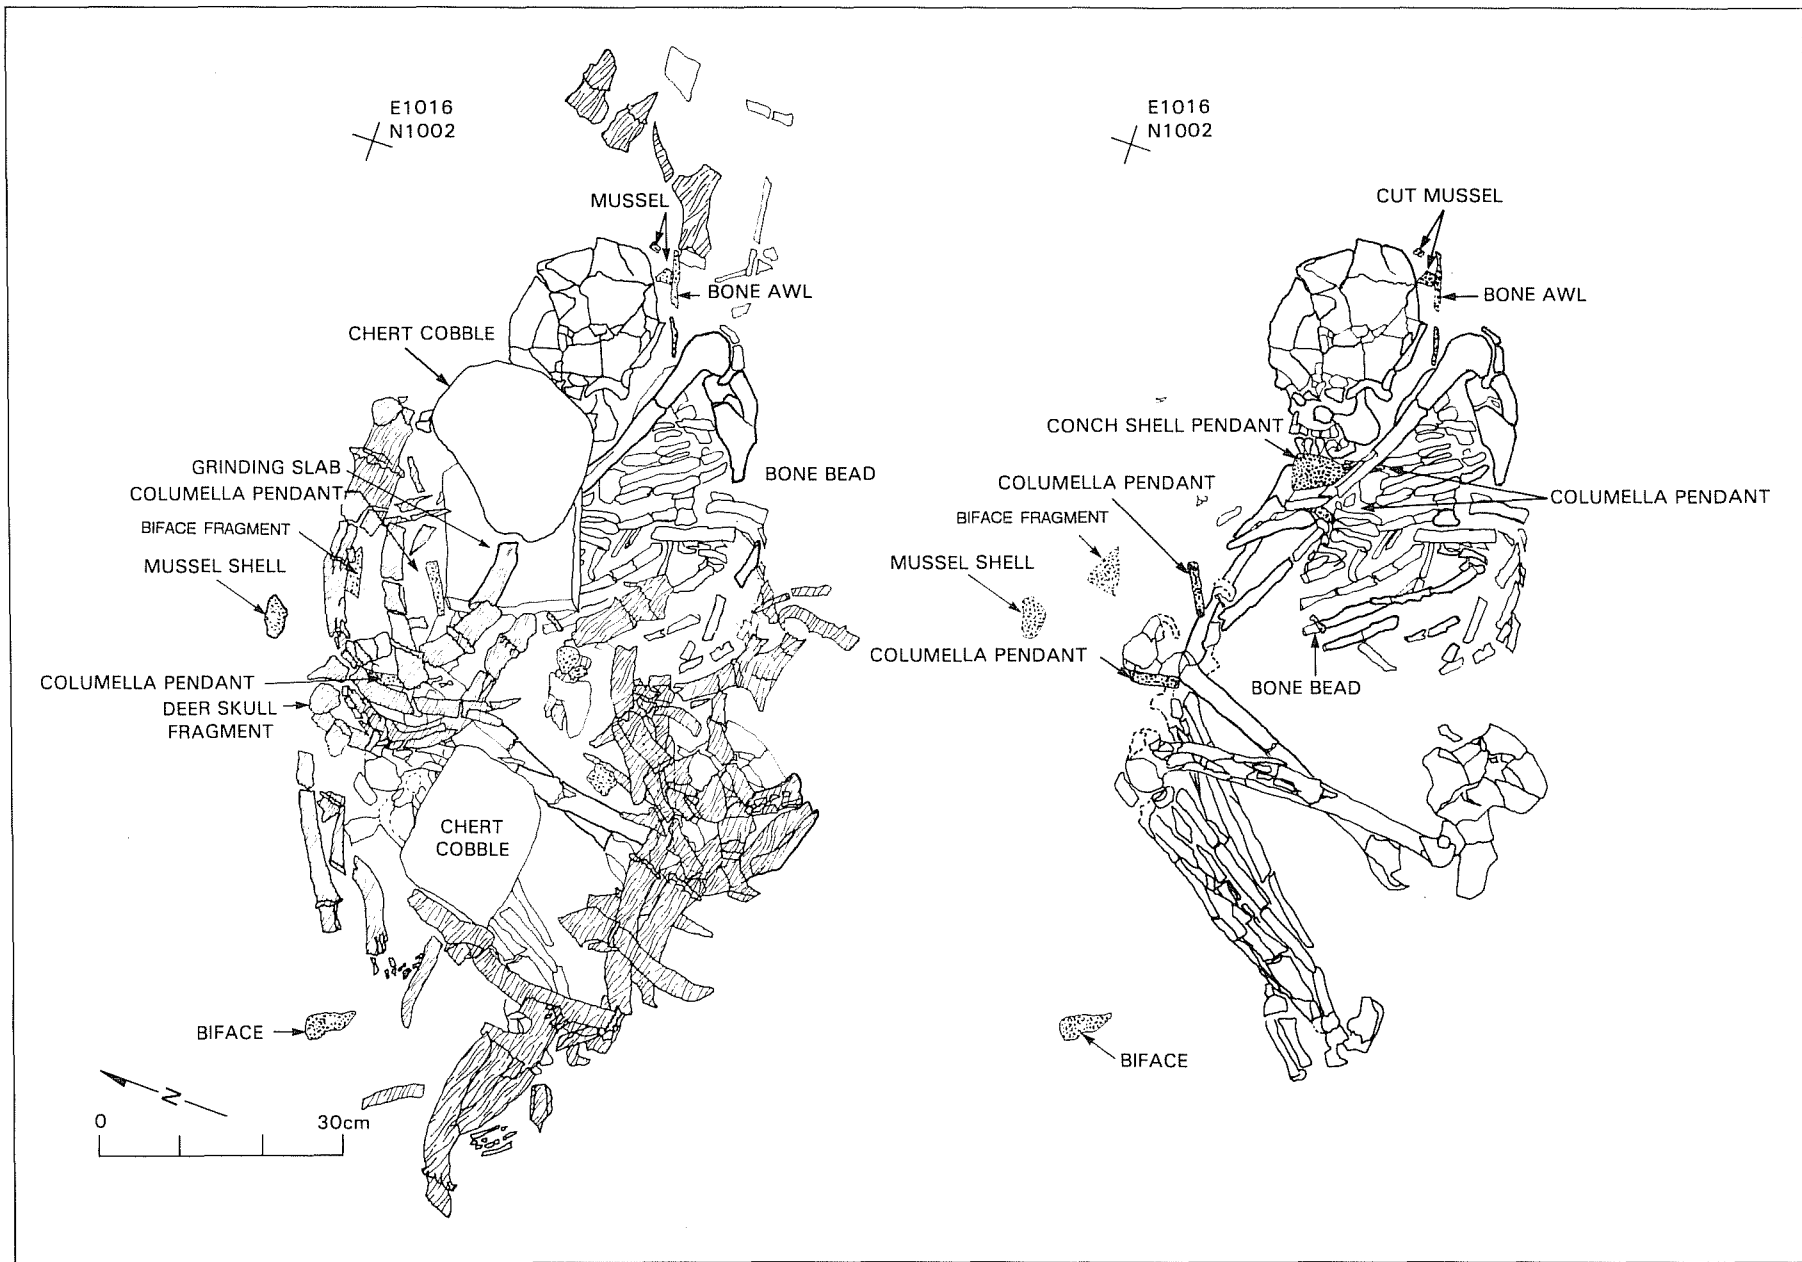 E1016
N1002
MUSSEL
BONE AWL
CHERT COBBLE
GRINDING SLAB
COLUMELLA PENDANT
BIFACE FRAGMENT
MUSSEL SHELL
BONE BEAD
COLUMELLA PENDANT
DEER SKULL
FRAGMENT
CHERT
COBBLE
BIFACE
N
0
30cm
E1016
N1002
CUT MUSSEL
BONE AWL
CONCH SHELL PENDANT
COLUMELLA PENDANT
COLUMELLA PENDANT
BIFACE FRAGMENT
MUSSEL SHELL
COLUMELLA PENDANT
BONE BEAD
BIFACE